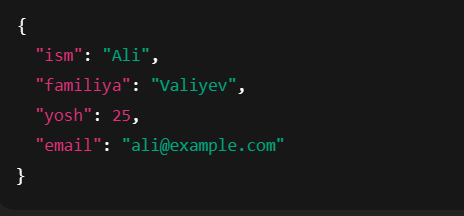 {
"ism": "Ali",
"familiya": "Valiyev",
"yosh": 25,
"email": "ali@example.com"
}